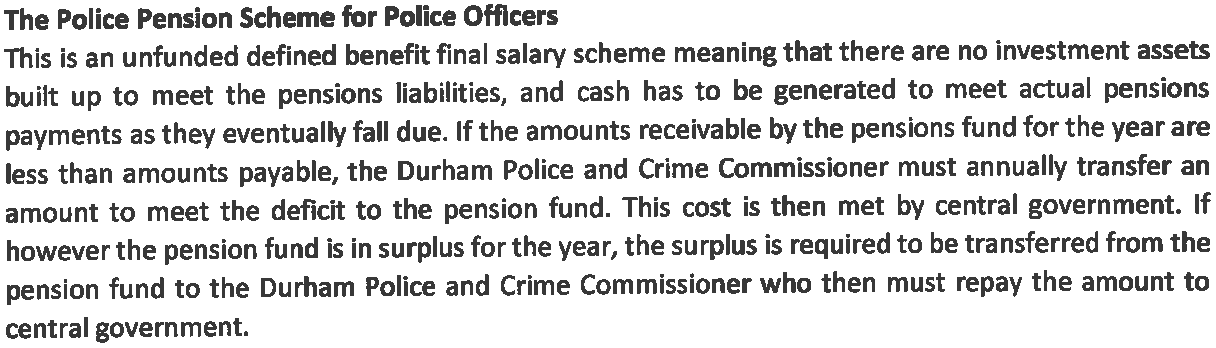 The Police Pension Scheme for Police Officers
This is an unfunded defined benefit final salary scheme meaning that there are no investment assets
built up to meet the pensions liabilities, and cash has to be generated to meet actual pensions
payments as they eventually fall due. If the amounts receivable by the pensions fund for the year are
less than amounts payable, the Durham Police and Crime Commissioner must annually transfer an
amount to meet the deficit to the pension fund. This cost is then met by central government. If
however the pension fund is in surplus for the year, the surplus is required to be transferred from the
pension fund to the Durham Police and Crime Commissioner who then must repay the amount to
central government.